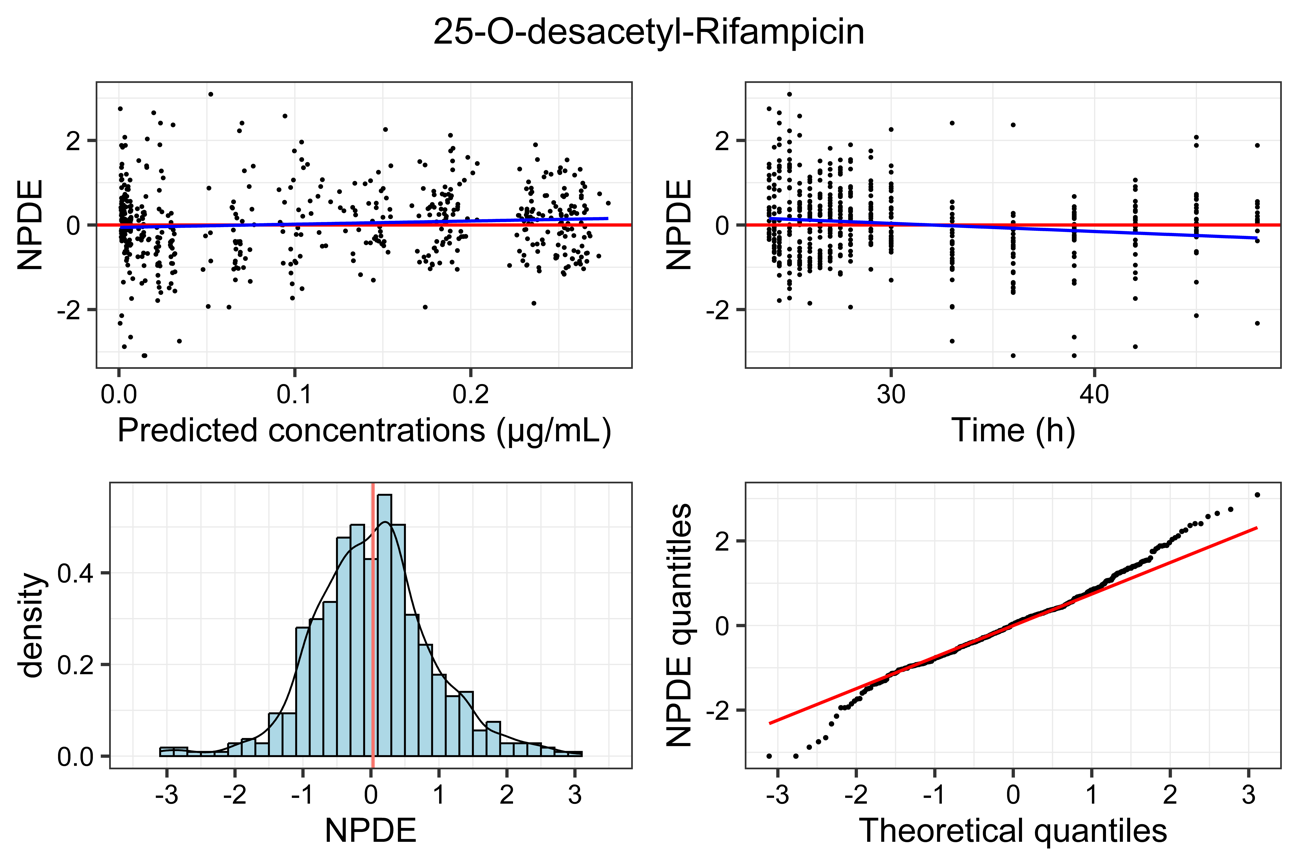 25-O-desacetyl-Rifampicin
NPDE
2
0
-2
0.0 0.1 0.2
Predicted concentrations (µg/mL)
NPDE
2
0
-2
30 40
Time (h)
density
0.4
0.2
0.0
-3 -2 -1 0 1 2 3
NPDE
NPDE quantitles
2
0
-2
-3 -2 -1 0 1 2 3
Theoretical quantiles